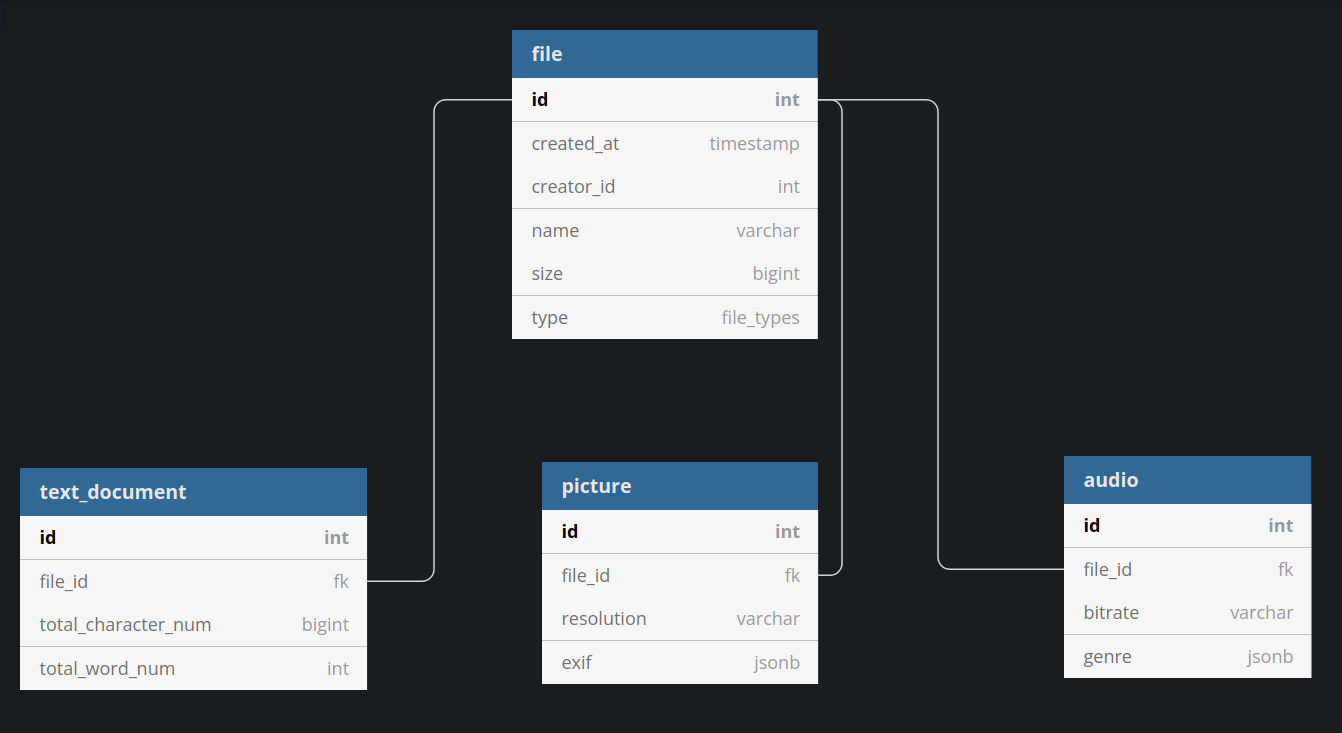 file
id int
created_at timestamp
creator_id int
name varchar
size bigint
type file_types
text_document
id int
file_id fk
total_character_num bigint
total_word_num int
picture
id int
file_id fk
resolution varchar
exif jsonb
audio
id int
file_id fk
bitrate varchar
genre jsonb